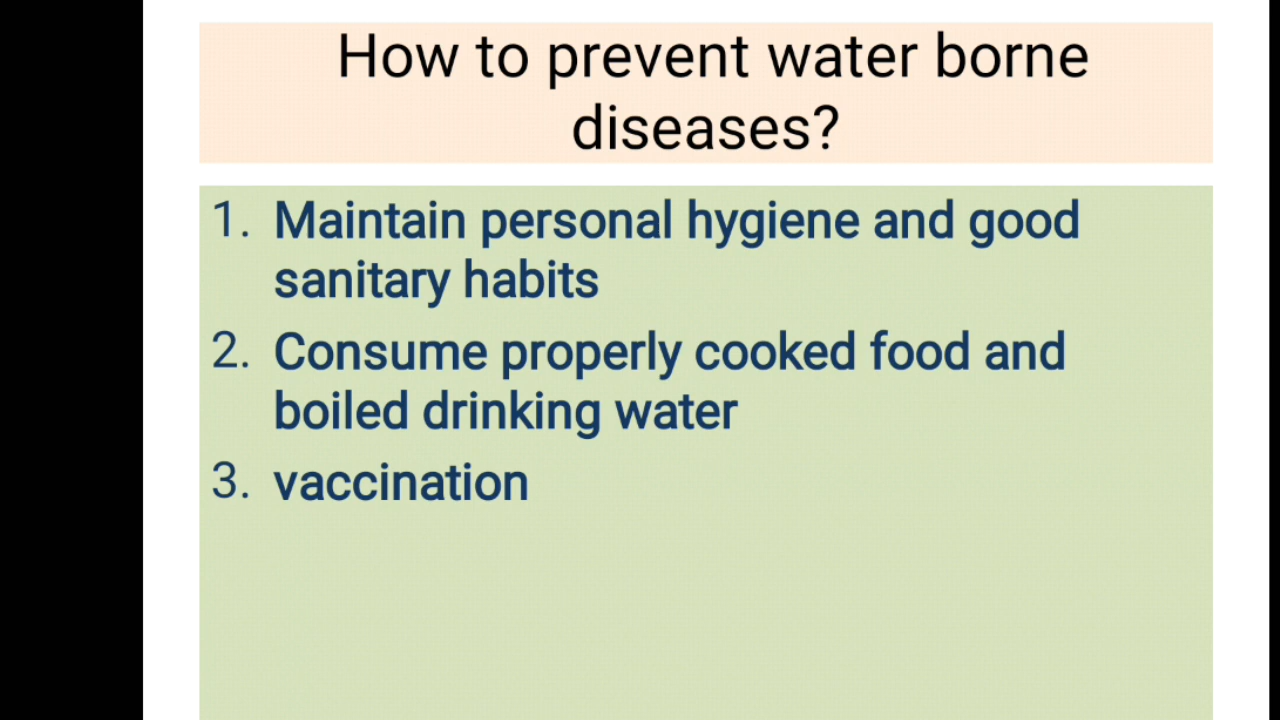 How to prevent water borne
diseases?
1. Maintain personal hygiene and good
sanitary habits
2. Consume properly cooked food and
boiled drinking water
3. vaccination